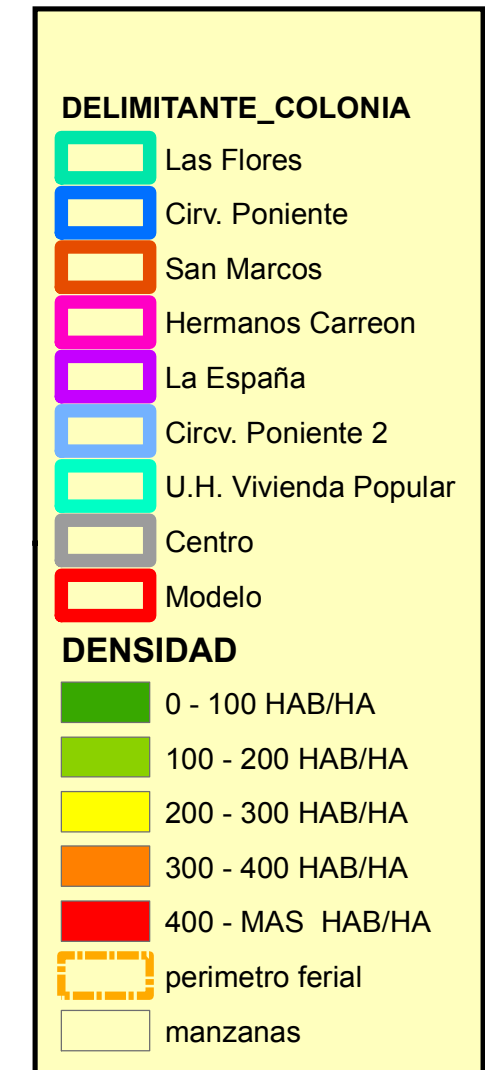 DELIMITANTE_COLONIA
Las Flores
Cirv. Poniente
San Marcos
Hermanos Carreon
La España
Circv. Poniente 2
U.H. Vivienda Popular
Centro
Modelo
DENSIDAD
0 - 100 HAB/HA
100 - 200 HAB/HA
200 - 300 HAB/HA
300 - 400 HAB/HA
400 - MAS HAB/HA
perimetro ferial
manzanas